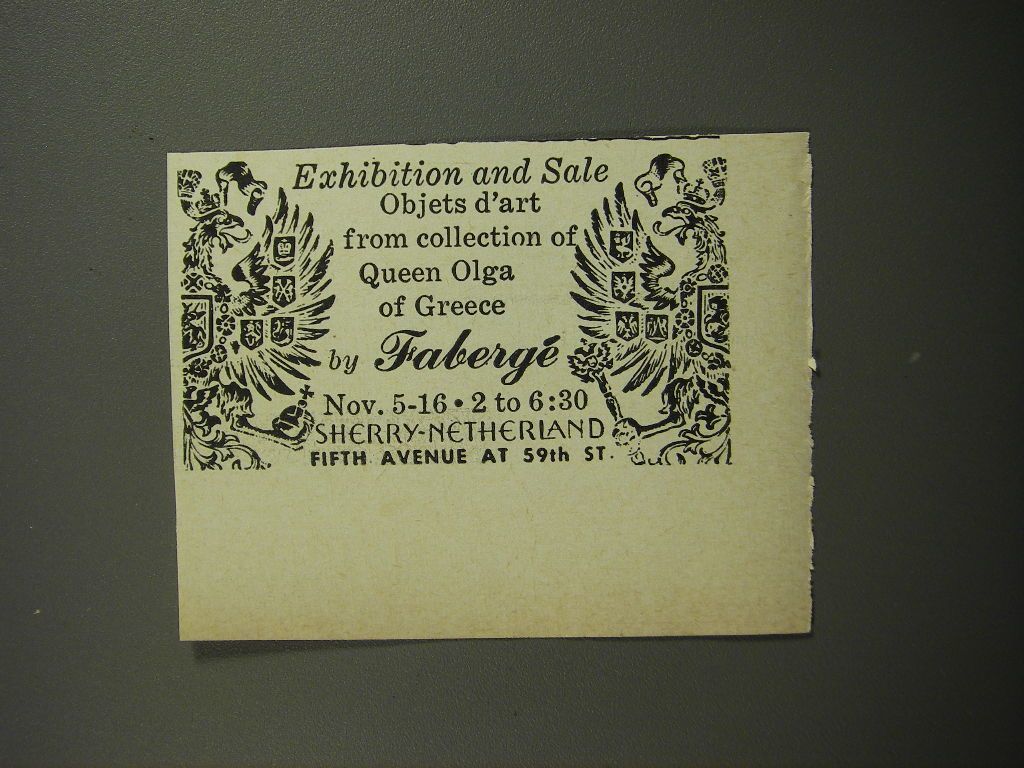 Exhibition and Sale
Objets d'art
from collection of
Queen Olga
of Greece
by Fabergé
Nov. 5-16 • 2 to 6:30
SHERRY-NETHERLAND
FIFTH AVENUE AT 59th ST.